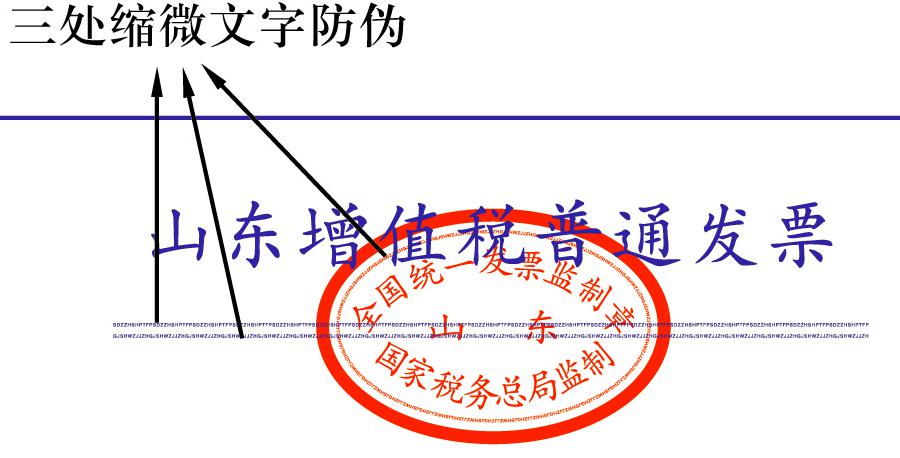 三处缩微文字防伪
山东增值税普通发票
全国统一发票监制章
SDZZHSHPTFPSDZZHSHPTFPSDZZHSHPTFPSDZZHSHPTFPSDZZHSHPTFPSDZZHSHPTFPSDZZHSHPTFPSDZZHSHPTFPSDZZHSHPTFPSDZZHSHPTFPSDZZHSHPTFPSDZZHSHPTFPSDZZHSHPTFP
山 东
国家税务总局监制